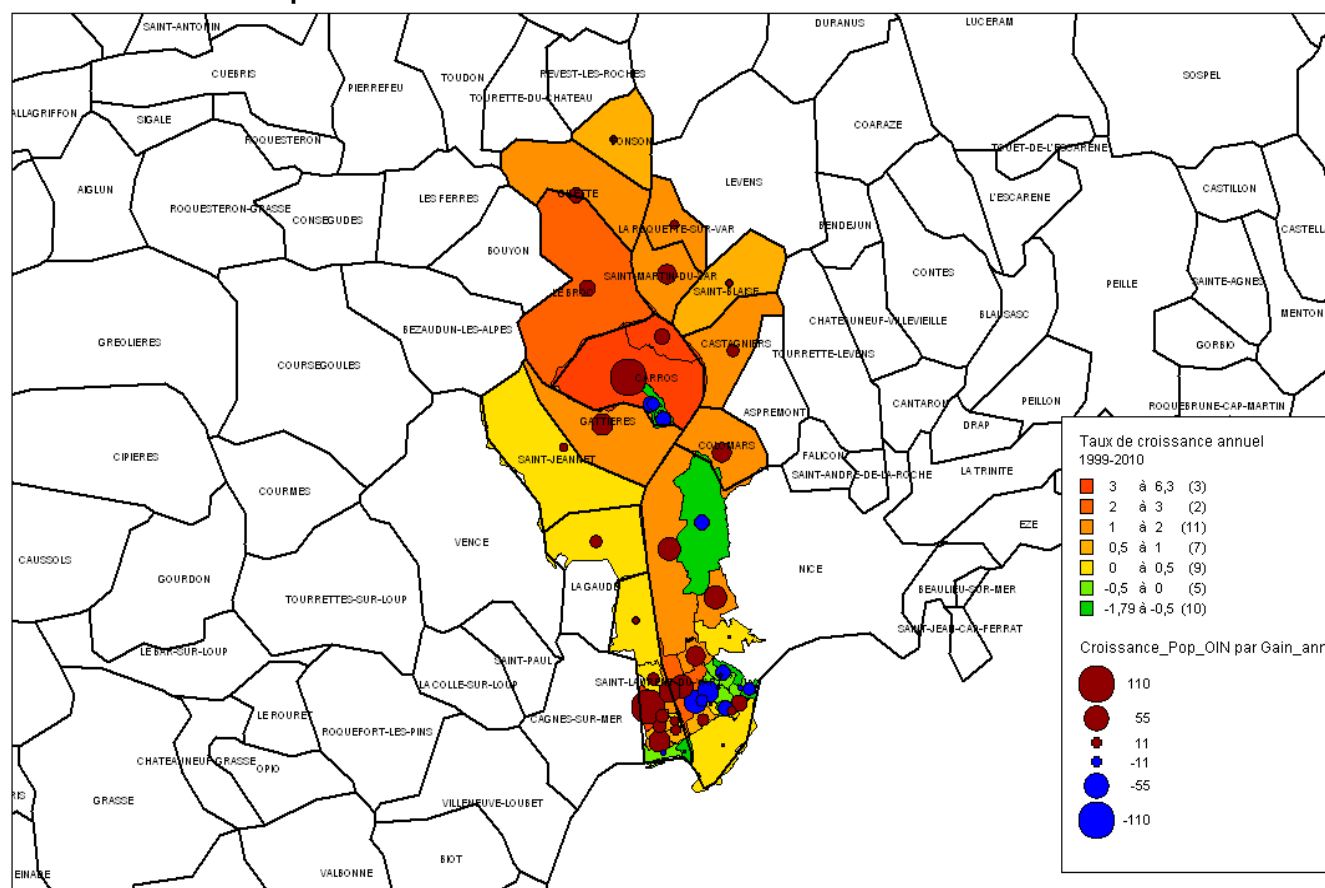 SAINT-ANTONIN
DURANUS
LUCERAM
CUEBRIS
TOUDON
REVEST-LES-ROCHES
SOSPEL
PIERREFEU
TOURETTE-DU-CHATEAU
ALLAGRIFFON
SIGALE
ROQUESTERON
COARAZE
TOUET-DE-L'ESCARENE
AIGLUN
LES FERRES
LEVENS
L'ESCARENE
CASTILLON
ROQUESTERON-GRASSE
CONSEGUDES
BENDEJUN
CASTELLA
LA ROQUETTE-SUR-VAR
BOUYON
CONTES
SAINTE-AGNES
PEILLE
SAINT-BLAISE
LE BROC
BLAUSASC
MENTON
CHATEAUNEUF-VILLEVIEILLE
BEZAUDUN-LES-ALPES
GREOLIERES
CASTAGNIERS
GORBIO
TOURRETTE-LEVENS
COURSEGOULES
CARROS
PEILLON
CANTARON
ROQUEBRUNE-CAP-MARTIN
ASPREMONT
GATTIERES
DRAP
COLOMARS
CIPIERES
SAINT-JEANNET
FALICON
SAINT-ANDRE-DE-LA-ROCHE
LA TRINITE
COURMES
EZE
VENCE
CAUSSOLS
NICE
GOURDON
LA GAUDE
BEAULIEU-SUR-MER
TOURRETTES-SUR-LOUP
SAINT-JEAN-CAP-FERRAT
LE BAR-SUR-LOUP
SAINT-PAUL
LA COLLE-SUR-LOUP
CAGNES-SUR-MER
LE ROURET
ROQUEFORT-LES-PINS
CHATEAUNEUF-GRASSE
OPIO
GRASSE
VILLENEUVE-LOUBET
BIOT
VALBONNE
Taux de croissance annuel
1999-2010
3 à 6,3 (3)
2 à 3 (2)
1 à 2 (11)
0,5 à 1 (7)
0 à 0,5 (9)
-0,5 à 0 (5)
-1,79 à -0,5 (10)
Croissance_Pop_OIN par Gain_ann
110
55
11
-11
-55
-110